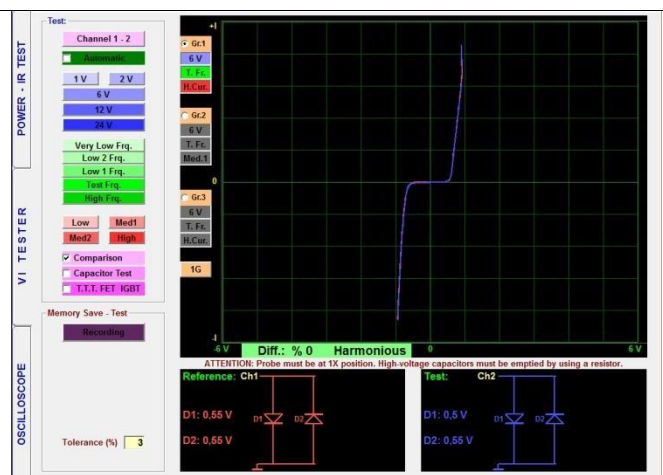 POWER - IR TEST
VI TESTER
OSCILLOSCOPE
Test:
Channel 1 - 2
Automatic
1 V
2 V
6 V
12 V
24 V
Very Low Frq.
Low 2 Frq.
Low 1 Frq.
Test Frq.
High Frq.
Low
Med1
Med2
High
Comparison
Capacitor Test
T.T.T. FET IGBT
Memory Save - Test
Recording
Tolerance (%) 3
Gr.1
6 V
T. Fr.
H.Cur.
Gr.2
6 V
T. Fr.
Med.1
Gr.3
6 V
T. Fr.
H.Cur.
1G
+I
0
-I
-6 V
0
6 V
Diff.: % 0 Harmonious
ATTENTION: Probe must be at 1X position. High-voltage capacitors must be emptied by using a resistor.
Reference: Ch1
D1: 0,55 V
D2: 0,55 V
D1
D2
Test: Ch2
D1: 0,5 V
D2: 0,55 V
D1
D2